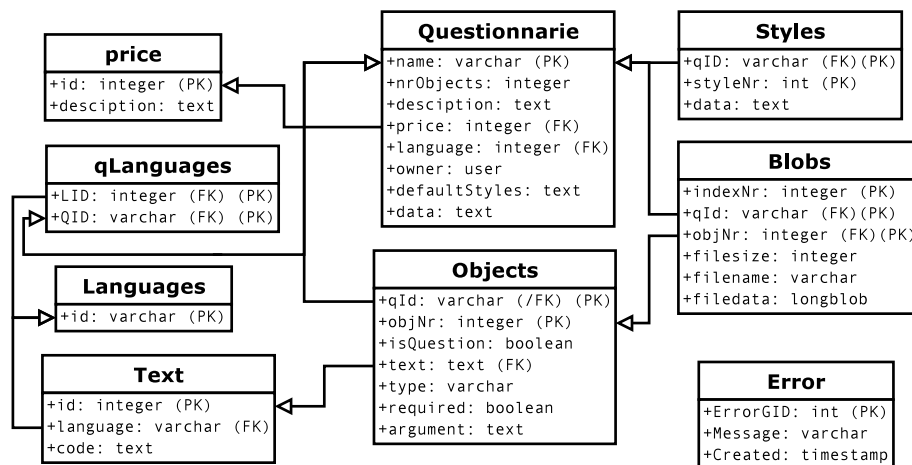 price
+id: integer (PK)
+desciption: text
qLanguages
+LID: integer (FK) (PK)
+QID: varchar (FK) (PK)
Languages
+id: varchar (PK)
Text
+id: integer (PK)
+language: varchar (FK)
+code: text
Questionnarie
+name: varchar (PK)
+nrObjects: integer
+desciption: text
+price: integer (FK)
+language: integer (FK)
+owner: user
+defaultStyles: text
+data: text
Objects
+qId: varchar (/FK) (PK)
+objNr: integer (PK)
+isQuestion: boolean
+text: text (FK)
+type: varchar
+required: boolean
+argument: text
Styles
+qID: varchar (FK)(PK)
+styleNr: int (PK)
+data: text
Blobs
+indexNr: integer (PK)
+qId: varchar (FK)(PK)
+objNr: integer (FK)(PK)
+filesize: integer
+filename: varchar
+filedata: longblob
Error
+ErrorGID: int (PK)
+Message: varchar
+Created: timestamp